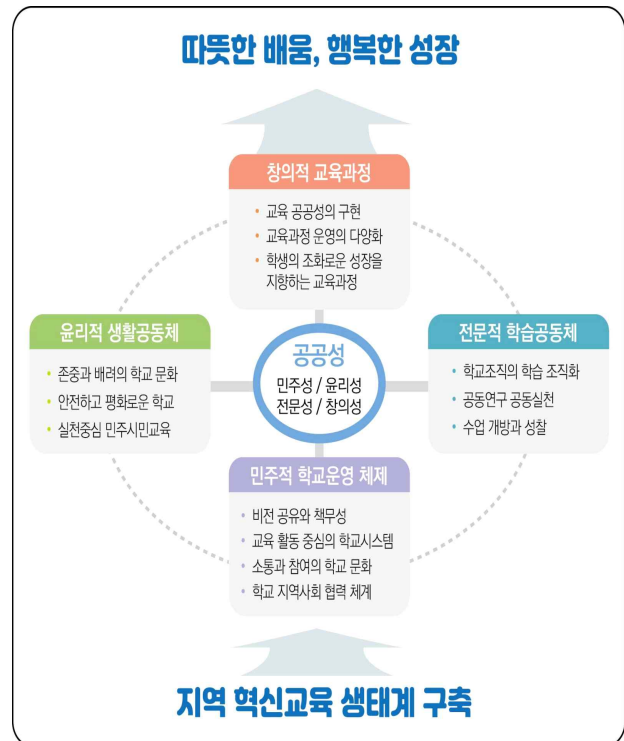 따뜻한 배움, 행복한 성장
창의적 교육과정
• 교육 공공성의 구현
• 교육과정 운영의 다양화
• 학생의 조화로운 성장을
지향하는 교육과정
윤리적 생활공동체
• 존중과 배려의 학교 문화
• 안전하고 평화로운 학교
• 실천중심 민주시민교육
공공성
민주성 / 윤리성
전문성 / 창의성
전문적 학습공동체
• 학교조직의 학습 조직화
• 공동연구 공동실천
• 수업 개방과 성찰
민주적 학교운영 체제
• 비전 공유와 책무성
• 교육 활동 중심의 학교시스템
• 소통과 참여의 학교 문화
• 학교 지역사회 협력 체계
지역 혁신교육 생태계 구축